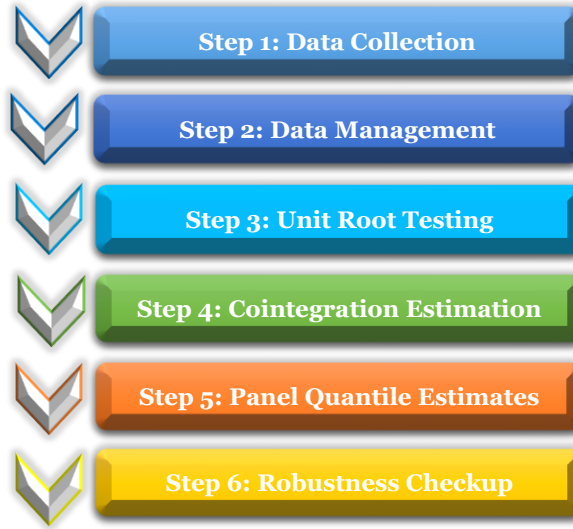 Step 1: Data Collection
Step 2: Data Management
Step 3: Unit Root Testing
Step 4: Cointegration Estimation
Step 5: Panel Quantile Estimates
Step 6: Robustness Checkup